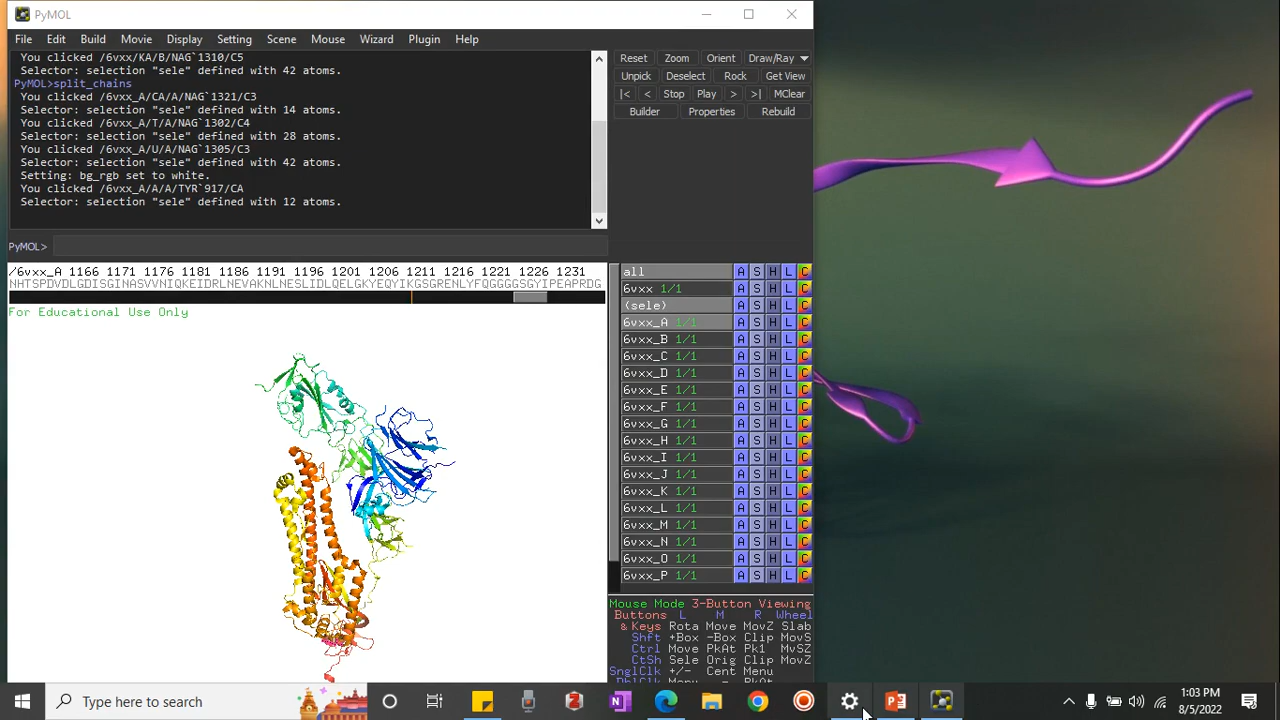 PyMOL
File Edit Build Movie Display Setting Scene Mouse Wizard Plugin Help
You clicked /6vxx/KA/B/NAG`1310/C5
Selector: selection "sele" defined with 42 atoms.
PyMOL>split_chains
You clicked /6vxx_A/CA/A/NAG`1321/C3
Selector: selection "sele" defined with 14 atoms.
You clicked /6vxx_A/T/A/NAG`1302/C4
Selector: selection "sele" defined with 28 atoms.
You clicked /6vxx_A/U/A/NAG`1305/C3
Selector: selection "sele" defined with 42 atoms.
Setting: bg_rgb set to white.
You clicked /6vxx_A/A/A/TYR`917/CA
Selector: selection "sele" defined with 12 atoms.
PyMOL>
Reset Zoom Orient Draw/Ray
Unpick Deselect Rock Get View
|< < Stop Play > >| MClear
Builder Properties Rebuild
/6vxx_A 1166 1171 1176 1181 1186 1191 1196 1201 1206 1211 1216 1221 1226 1231
NHTSPDVDLGDISGINASVVNIQKEIDRLNEVAKNLNESLIDLQELGKYEQYIKGSGRENLYFQGGGGSGYIPEAPRDG
For Educational Use Only
all A S H L C
6vxx 1/1 A S H L C
(sele) A S H L C
6vxx_A 1/1 A S H L C
6vxx_B 1/1 A S H L C
6vxx_C 1/1 A S H L C
6vxx_D 1/1 A S H L C
6vxx_E 1/1 A S H L C
6vxx_F 1/1 A S H L C
6vxx_G 1/1 A S H L C
6vxx_H 1/1 A S H L C
6vxx_I 1/1 A S H L C
6vxx_J 1/1 A S H L C
6vxx_K 1/1 A S H L C
6vxx_L 1/1 A S H L C
6vxx_M 1/1 A S H L C
6vxx_N 1/1 A S H L C
6vxx_O 1/1 A S H L C
6vxx_P 1/1 A S H L C
Mouse Mode 3-Button Viewing
Buttons L M R Wheel
& Keys Rota Move MovZ Slab
Shft +Box -Box Clip MovS
Ctrl Move PkAt Pk1 MvSZ
CtSh Sele Orig Clip MovZ
SnglClk +/- Cent Menu
DblClk Menu - PkAt
Type here to search
1:03 PM
8/5/2022